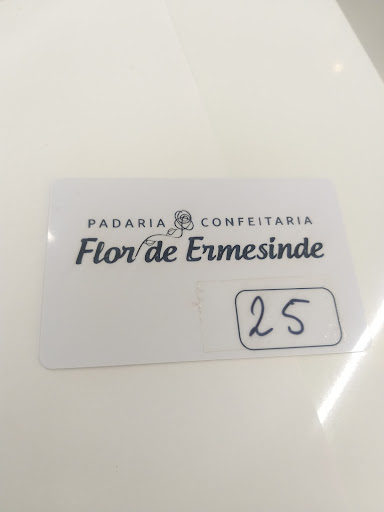 PADARIA CONFEITARIA
Flor de Ermesinde
25